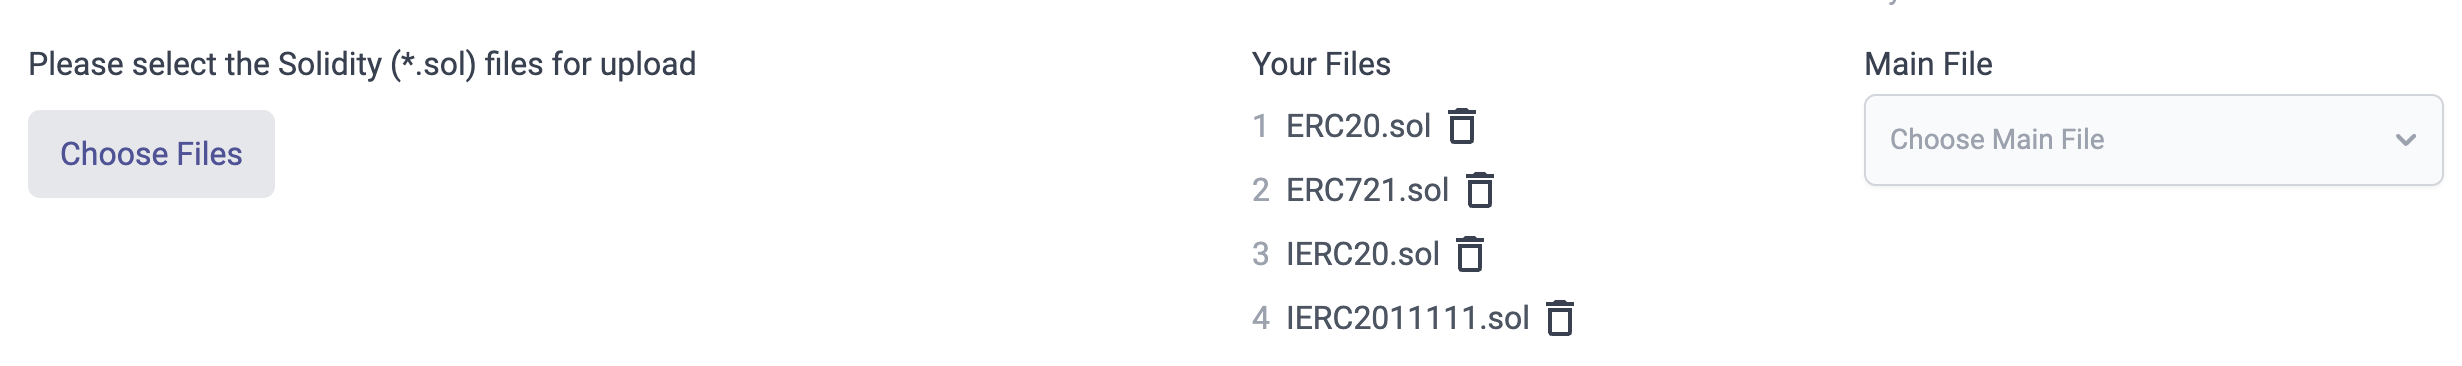 Please select the Solidity (*.sol) files for upload
Choose Files
Your Files
1 ERC20.sol
2 ERC721.sol
3 IERC20.sol
4 IERC2011111.sol
Main File
Choose Main File